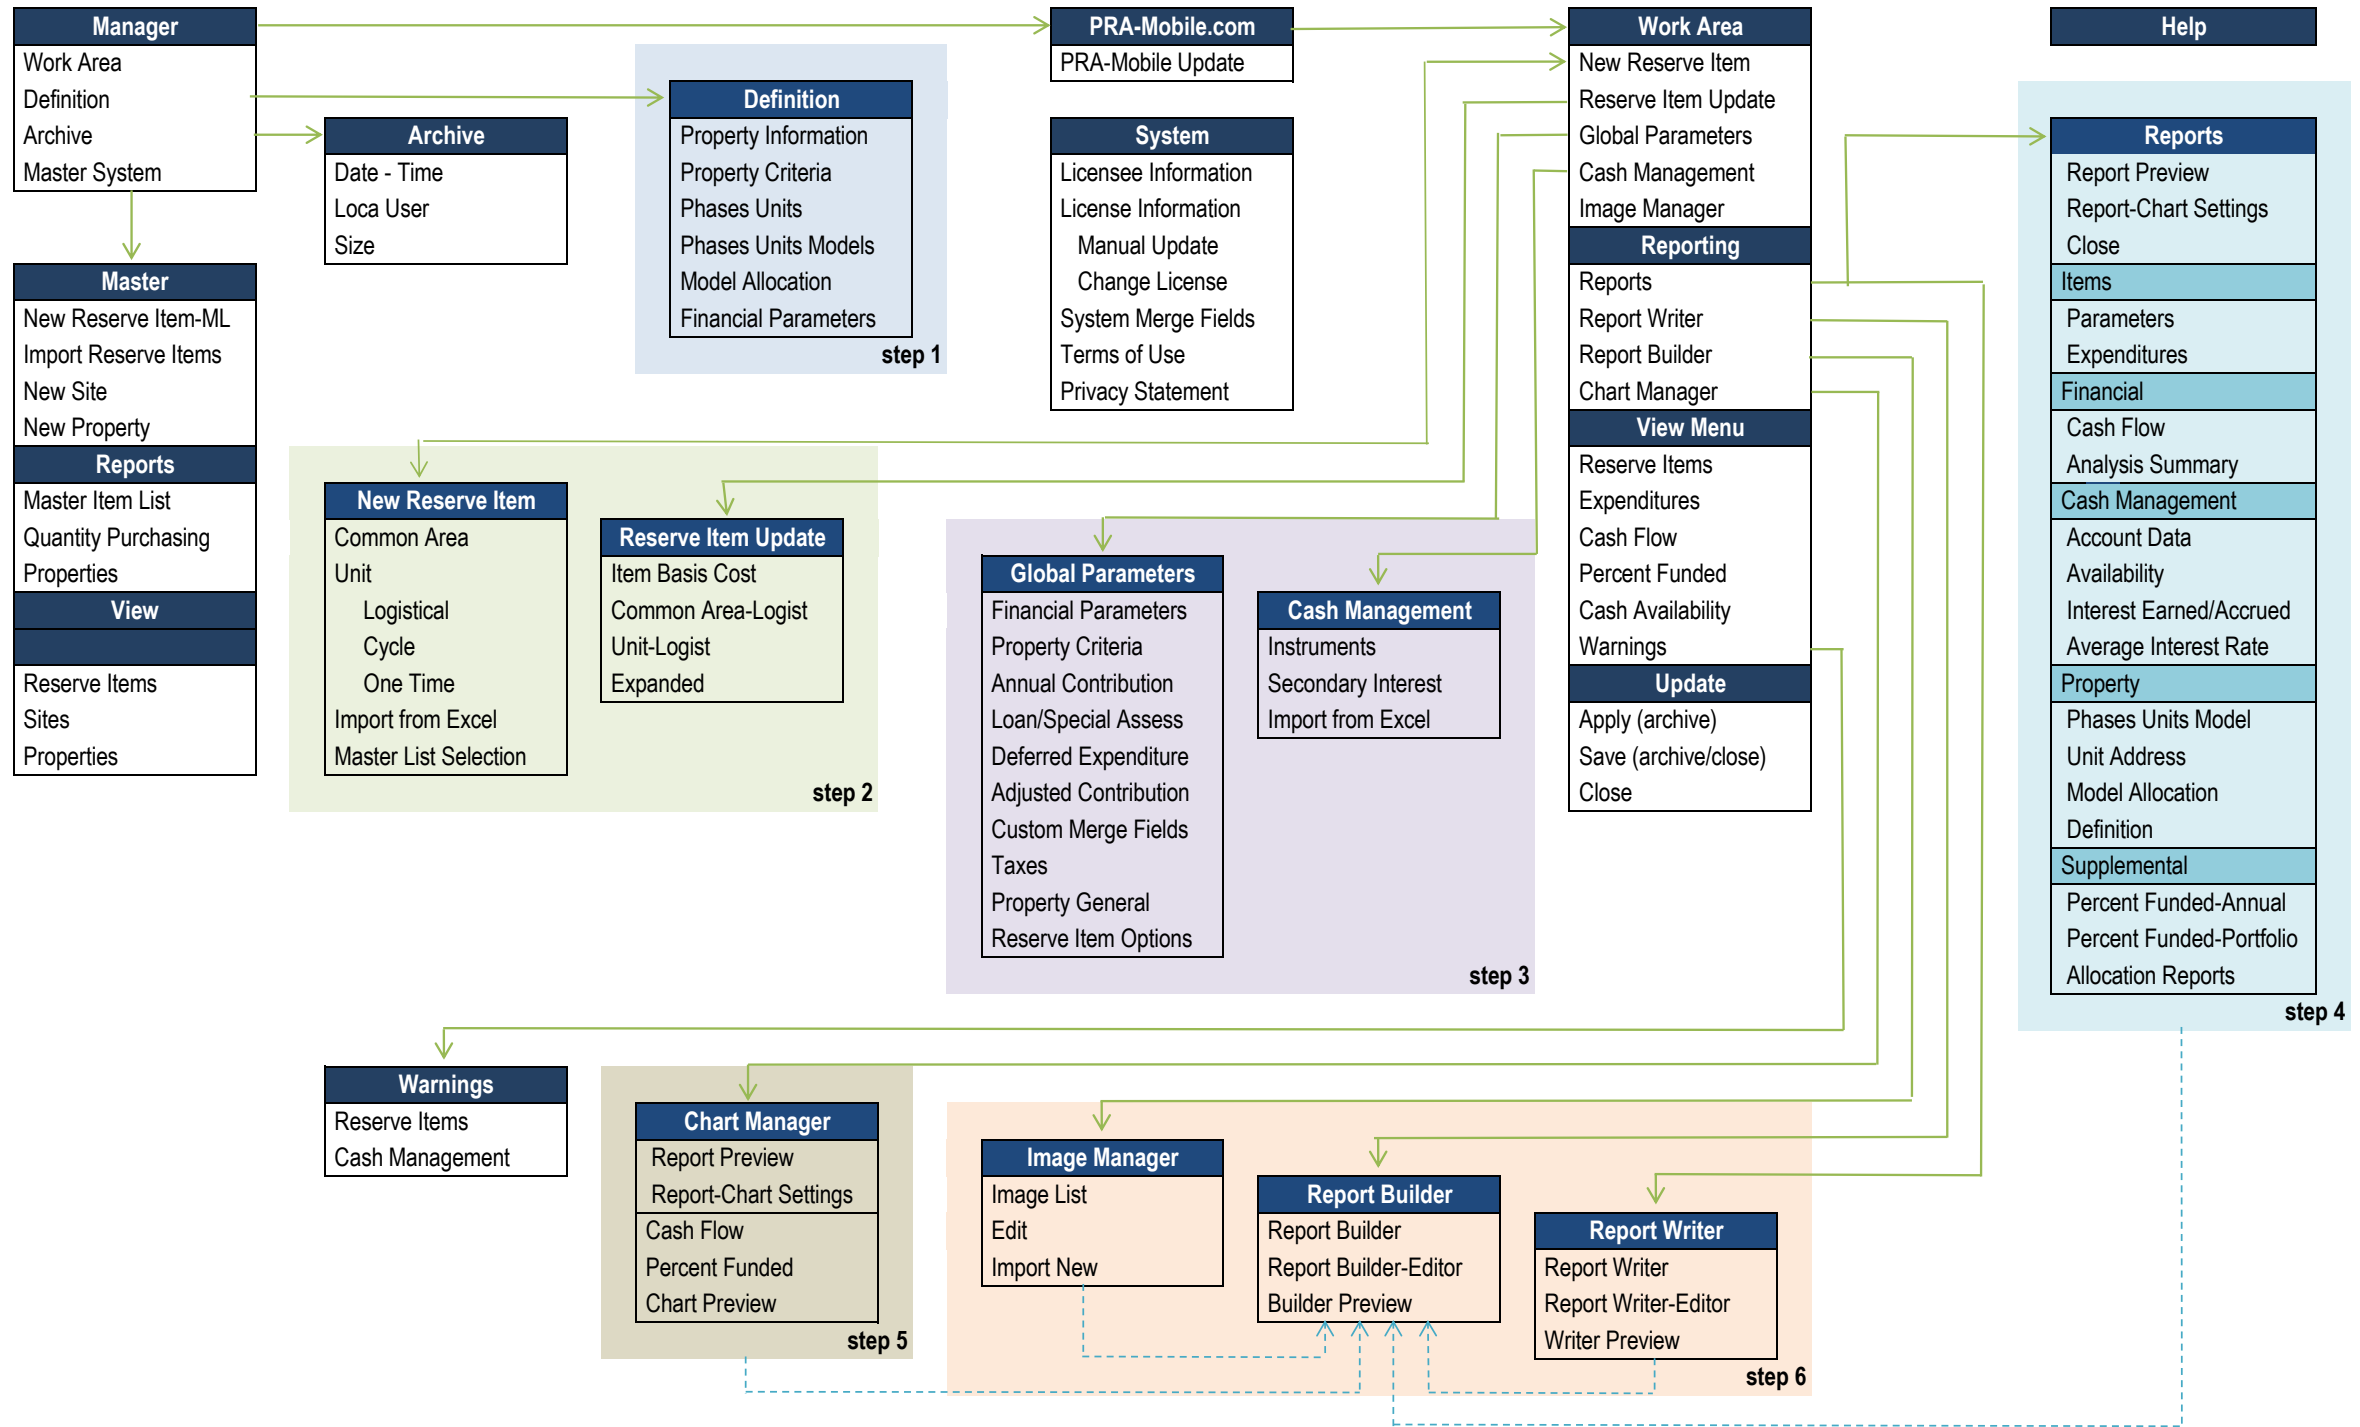 Manager
Work Area
Definition
Archive
Master System
Master
New Reserve Item-ML
Import Reserve Items
New Site
New Property
Reports
Master Item List
Quantity Purchasing
Properties
View
Reserve Items
Sites
Properties
Archive
Date - Time
Loca User
Size
Definition
Property Information
Property Criteria
Phases Units
Phases Units Models
Model Allocation
Financial Parameters
step 1
PRA-Mobile.com
PRA-Mobile Update
System
Licensee Information
License Information
Manual Update
Change License
System Merge Fields
Terms of Use
Privacy Statement
Work Area
New Reserve Item
Reserve Item Update
Global Parameters
Cash Management
Image Manager
Reporting
Reports
Report Writer
Report Builder
Chart Manager
View Menu
Reserve Items
Expenditures
Cash Flow
Percent Funded
Cash Availability
Warnings
Update
Apply (archive)
Save (archive/close)
Close
Help
Reports
Report Preview
Report-Chart Settings
Close
Items
Parameters
Expenditures
Financial
Cash Flow
Analysis Summary
Cash Management
Account Data
Availability
Interest Earned/Accrued
Average Interest Rate
Property
Phases Units Model
Unit Address
Model Allocation
Definition
Supplemental
Percent Funded-Annual
Percent Funded-Portfolio
Allocation Reports
step 4
New Reserve Item
Common Area
Unit
Logistical
Cycle
One Time
Import from Excel
Master List Selection
Reserve Item Update
Item Basis Cost
Common Area-Logist
Unit-Logist
Expanded
step 2
Global Parameters
Financial Parameters
Property Criteria
Annual Contribution
Loan/Special Assess
Deferred Expenditure
Adjusted Contribution
Custom Merge Fields
Taxes
Property General
Reserve Item Options
Cash Management
Instruments
Secondary Interest
Import from Excel
step 3
Warnings
Reserve Items
Cash Management
Chart Manager
Report Preview
Report-Chart Settings
Cash Flow
Percent Funded
Chart Preview
step 5
Image Manager
Image List
Edit
Import New
Report Builder
Report Builder
Report Builder-Editor
Builder Preview
Report Writer
Report Writer
Report Writer-Editor
Writer Preview
step 6